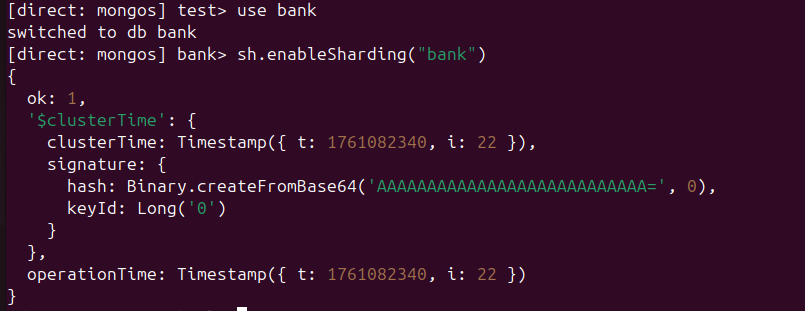 [direct: mongos] test> use bank
switched to db bank
[direct: mongos] bank> sh.enableSharding("bank")
{
  ok: 1,
  '$clusterTime': {
    clusterTime: Timestamp({ t: 1761082340, i: 22 }),
    signature: {
      hash: Binary.createFromBase64('AAAAAAAAAAAAAAAAAAAAAAAAAAA=', 0),
      keyId: Long('0')
    }
  },
  operationTime: Timestamp({ t: 1761082340, i: 22 })
}